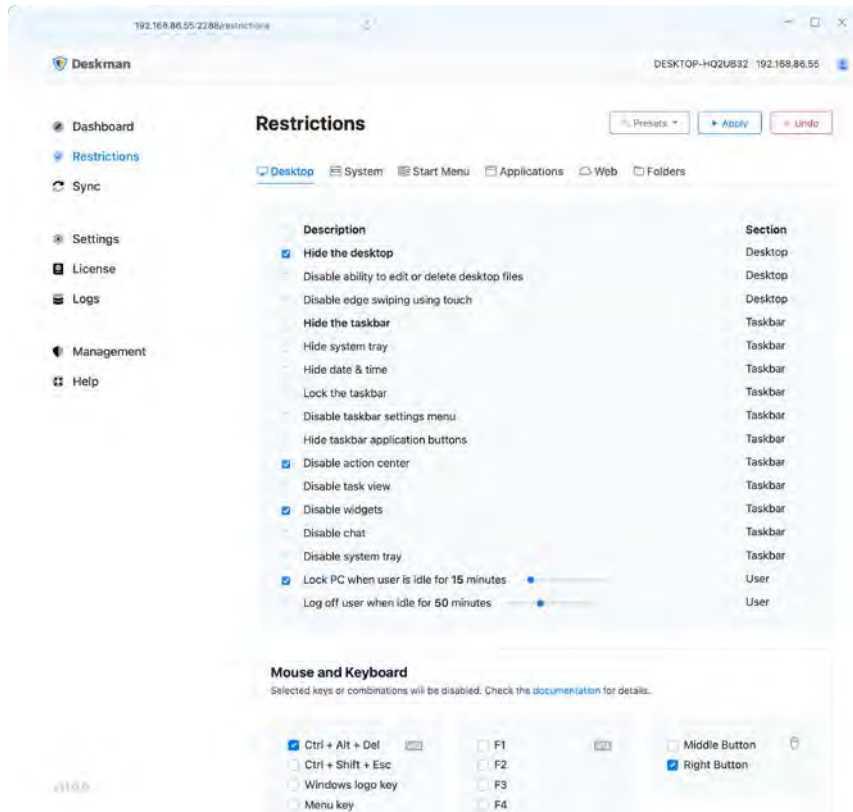 192.168.86.55:2288/restrictions
Deskman
DESKTOP-HQ2UB32 192.168.86.55
Dashboard
Restrictions
Sync
Settings
License
Logs
Management
Help
Restrictions
Presets
Apply
Undo
Desktop System Start Menu Applications Web Folders
Description Section
Hide the desktop Desktop
Disable ability to edit or delete desktop files Desktop
Disable edge swiping using touch Desktop
Hide the taskbar Taskbar
Hide system tray Taskbar
Hide date & time Taskbar
Lock the taskbar Taskbar
Disable taskbar settings menu Taskbar
Hide taskbar application buttons Taskbar
Disable action center Taskbar
Disable task view Taskbar
Disable widgets Taskbar
Disable chat Taskbar
Disable system tray Taskbar
Lock PC when user is idle for 15 minutes User
Log off user when idle for 50 minutes User
Mouse and Keyboard
Selected keys or combinations will be disabled. Check the documentation for details.
Ctrl + Alt + Del F1 Middle Button
Ctrl + Shift + Esc F2 Right Button
Windows logo key F3
Menu key F4